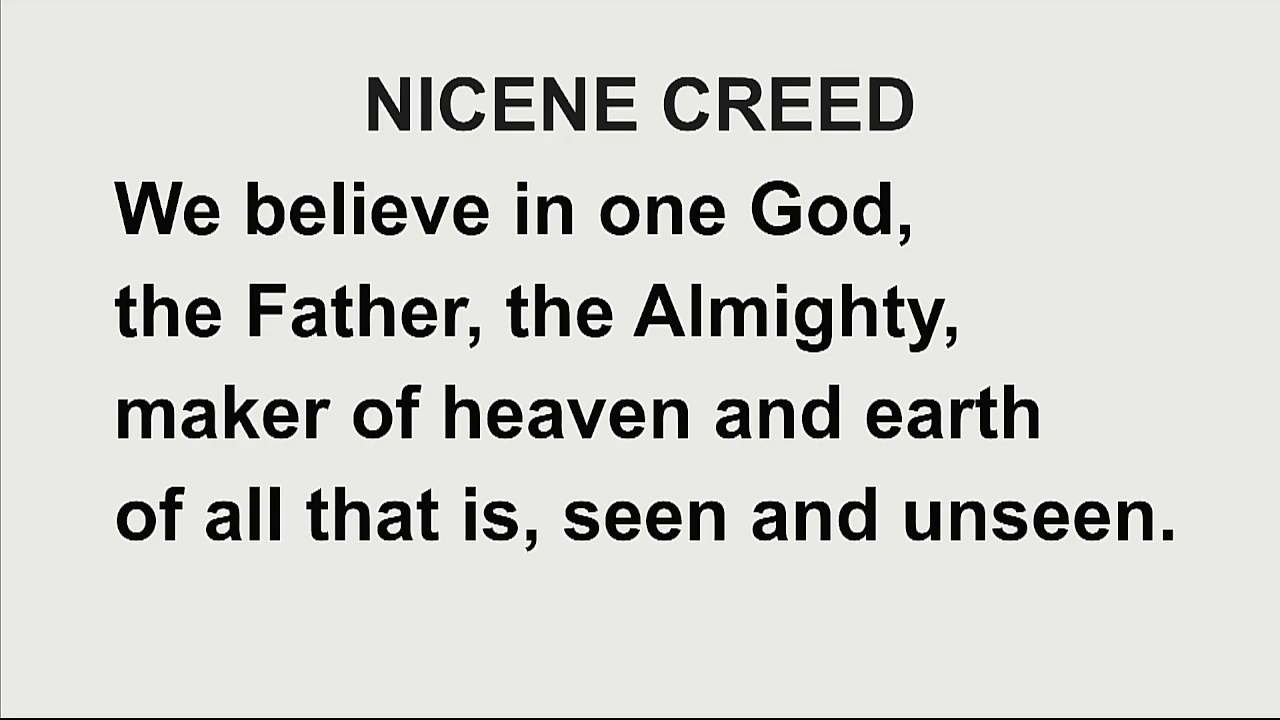 NICENE CREED
We believe in one God,
the Father, the Almighty,
maker of heaven and earth
of all that is, seen and unseen.